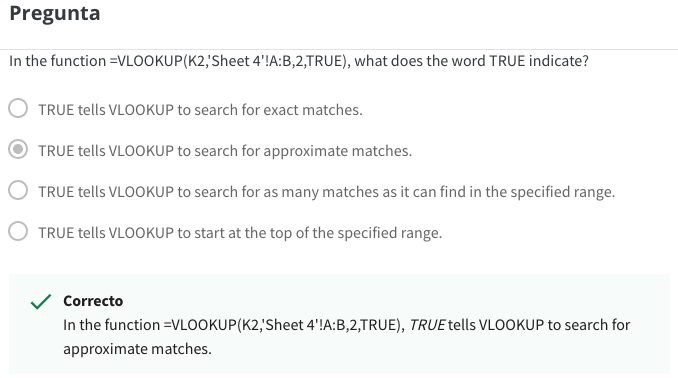 Pregunta
In the function =VLOOKUP(K2,'Sheet 4'!A:B,2,TRUE), what does the word TRUE indicate?
TRUE tells VLOOKUP to search for exact matches.
TRUE tells VLOOKUP to search for approximate matches.
TRUE tells VLOOKUP to search for as many matches as it can find in the specified range.
TRUE tells VLOOKUP to start at the top of the specified range.
Correcto
In the function =VLOOKUP(K2,'Sheet 4'!A:B,2,TRUE), TRUE tells VLOOKUP to search for
approximate matches.